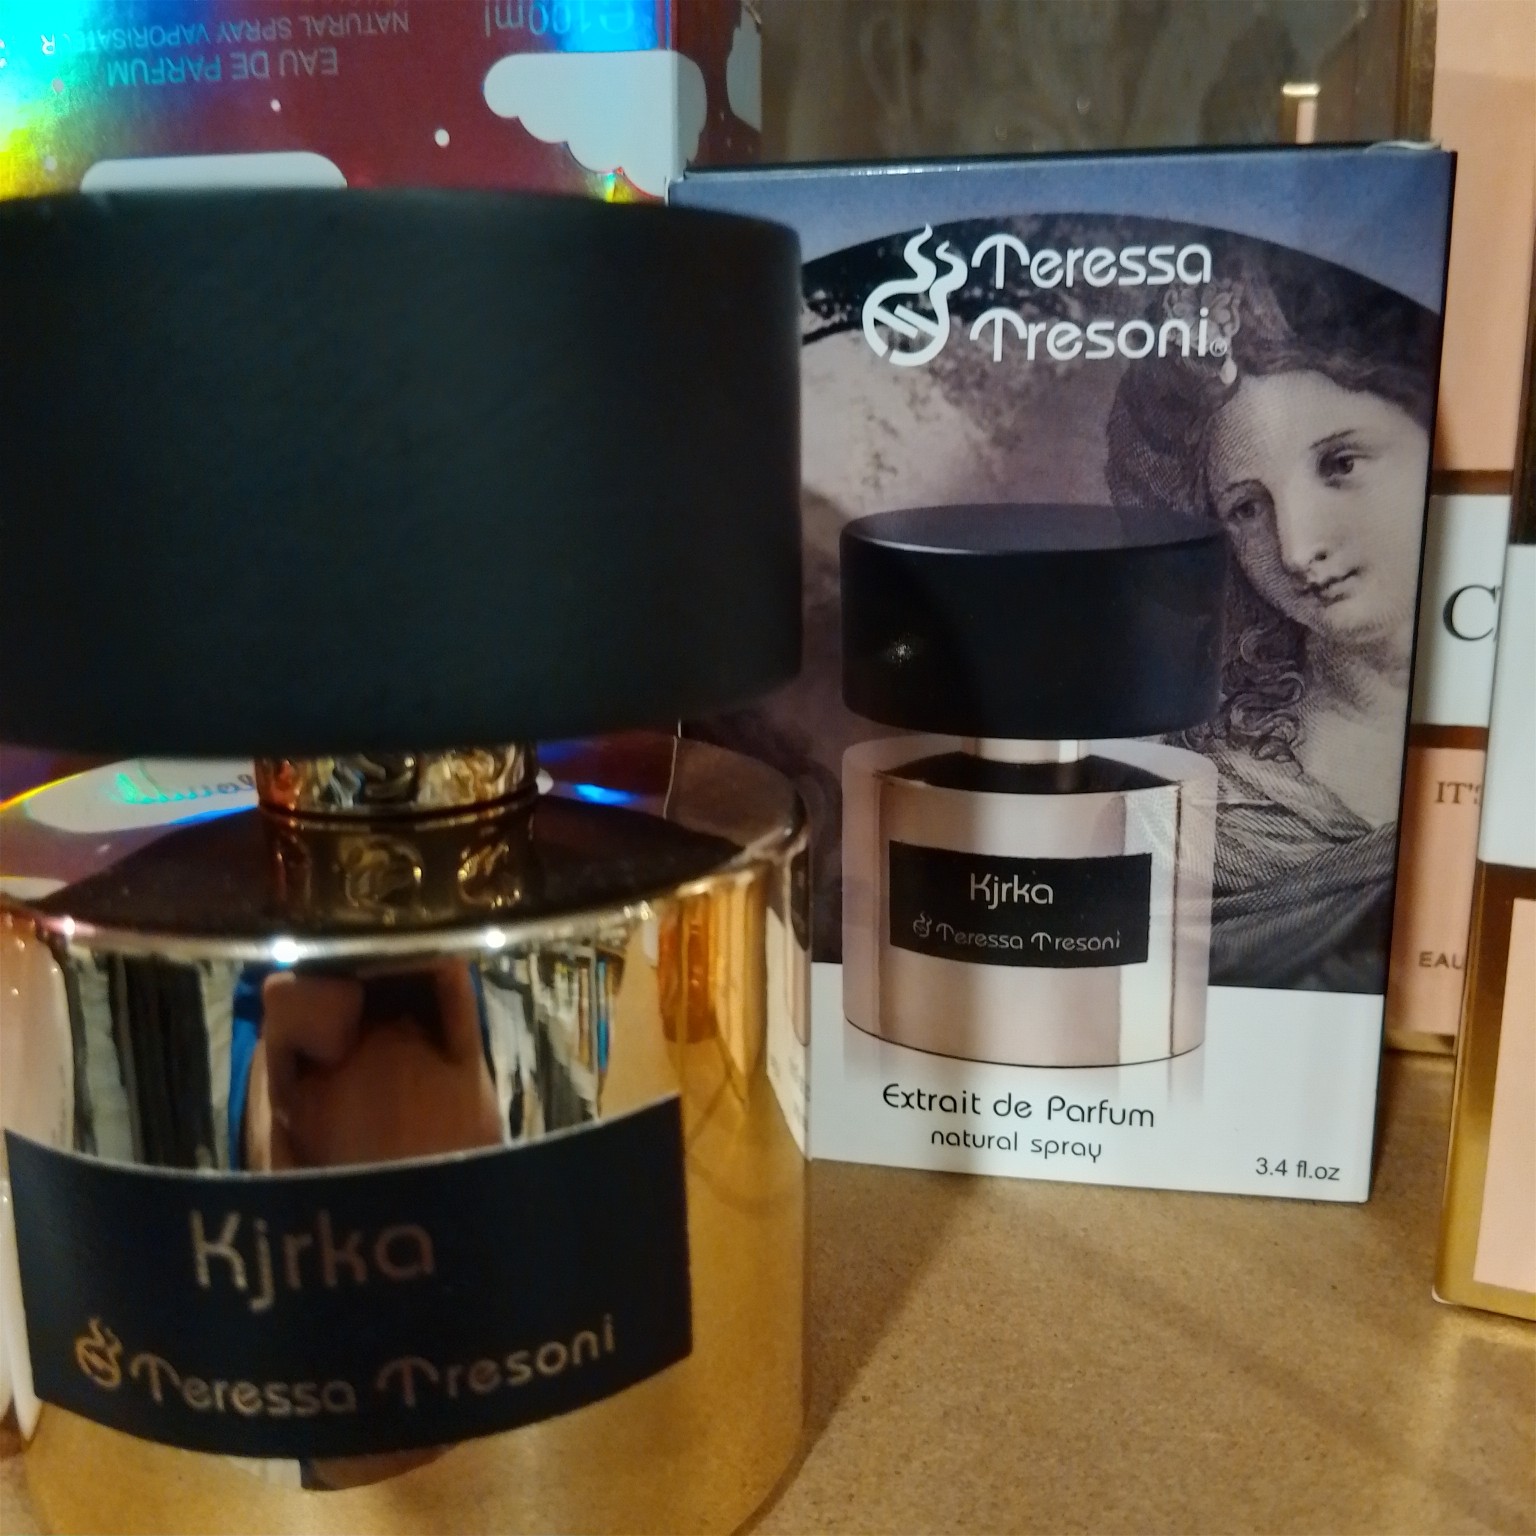 e100ml
NATURAL SPRAY VAPORISATEUR
EAU DE PARFUM
Teressa
Tresoni
Kjrka
Teressa Tresoni
Extrait de Parfum
natural spray
3.4 fl.oz
Kjrka
Teressa Tresoni
IT'S
EAU